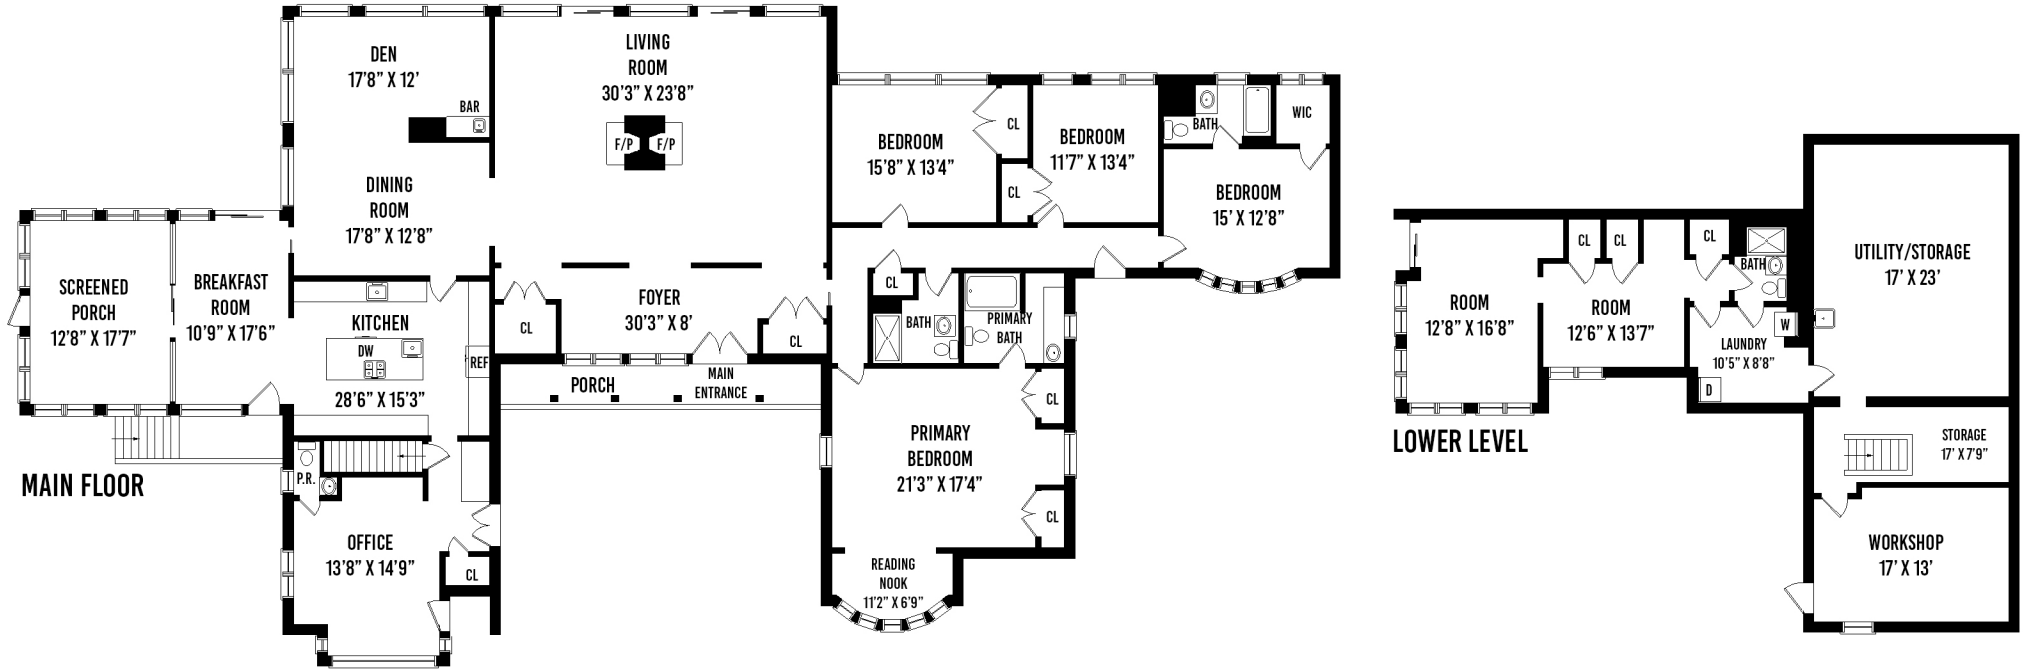 DEN
17'8" X 12'
BAR
LIVING
ROOM
30'3" X 23'8"
F/P
F/P
DINING
ROOM
17'8" X 12'8"
SCREENED
PORCH
12'8" X 17'7"
BREAKFAST
ROOM
10'9" X 17'6"
KITCHEN
DW
REF
28'6" X 15'3"
CL
FOYER
30'3" X 8'
CL
PORCH
MAIN
ENTRANCE
BEDROOM
15'8" X 13'4"
CL
CL
BEDROOM
11'7" X 13'4"
BATH
WIC
BEDROOM
15' X 12'8"
CL
BATH
PRIMARY
BATH
CL
PRIMARY
BEDROOM
21'3" X 17'4"
CL
READING
NOOK
11'2" X 6'9"
P.R.
OFFICE
13'8" X 14'9"
CL
MAIN FLOOR
ROOM
12'8" X 16'8"
CL
CL
ROOM
12'6" X 13'7"
CL
BATH
W
LAUNDRY
10'5" X 8'8"
D
UTILITY/STORAGE
17' X 23'
STORAGE
17' X 7'9"
WORKSHOP
17' X 13'
LOWER LEVEL